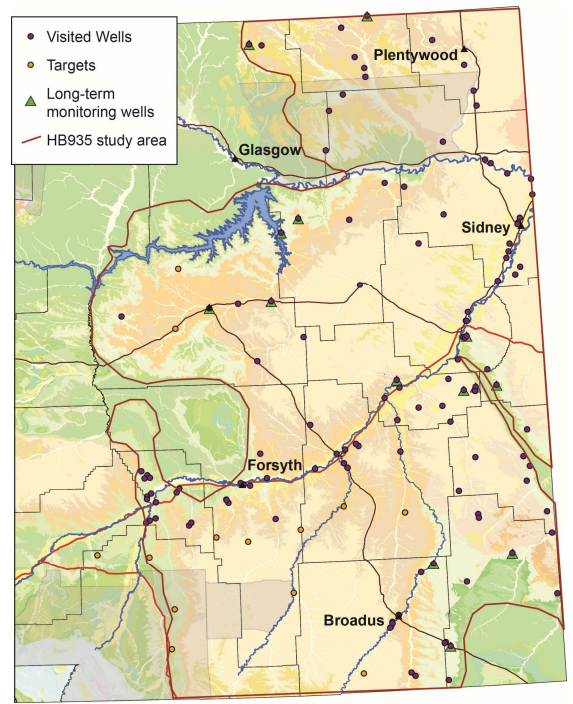 Visited Wells
Targets
Long-term
monitoring wells
HB935 study area
Plentywood
Glasgow
Sidney
Forsyth
Broadus